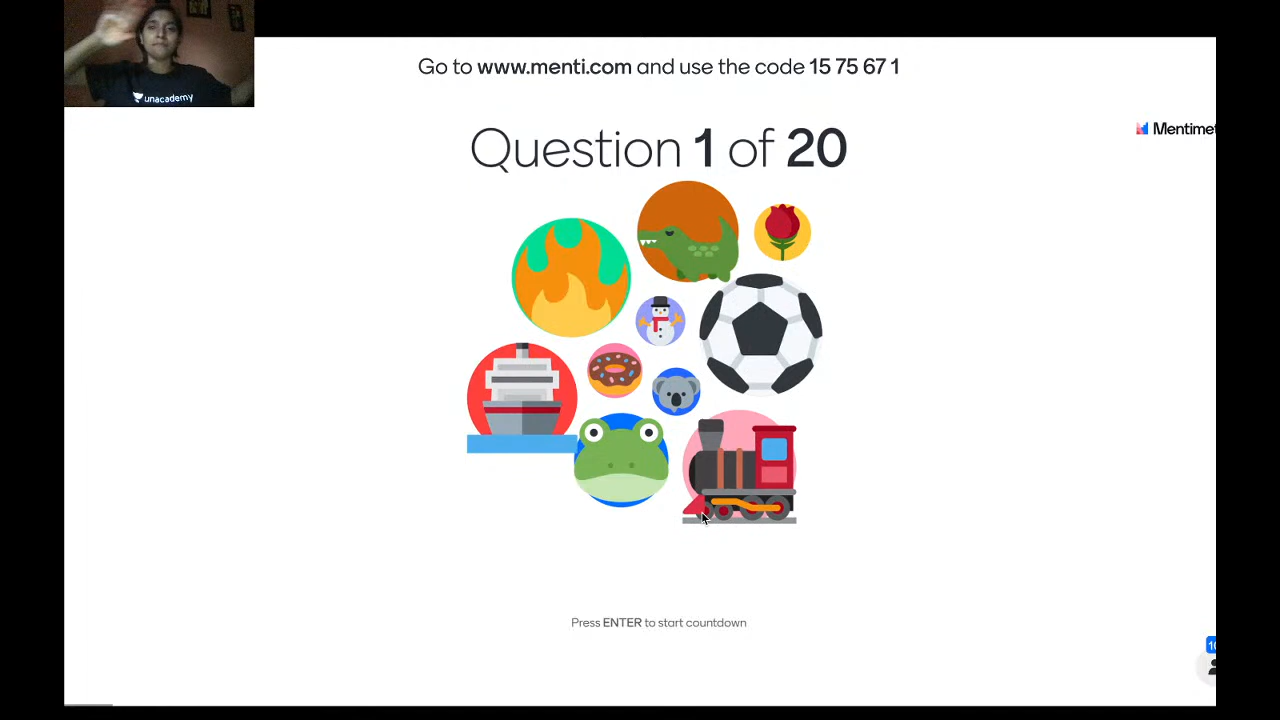 unacademy
Go to www.menti.com and use the code 15 75 67 1
Mentimet
Question 1 of 20
Press ENTER to start countdown